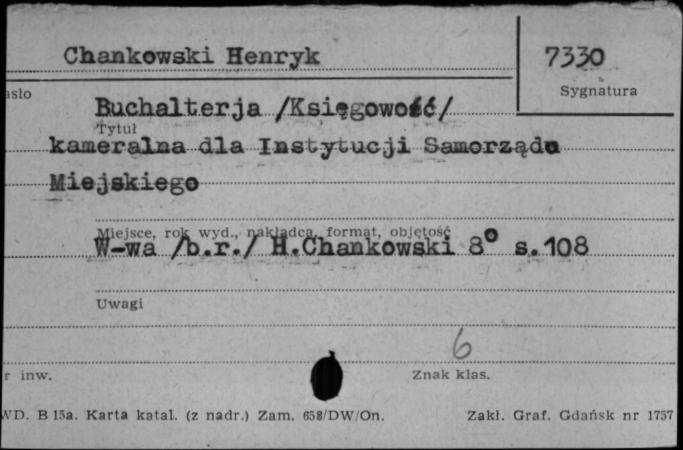 Chankowski Henryk
7330
asło
Sygnatura
Buchalterja /Księgowość/
Tytuł
kameralna dla Instytucji Samorządu
Miejskiego
Miejsce, rok wyd., nakładca, format, objętość
W-wa /b.r./ H.Chankowski 8° s.108
Uwagi
6
r inw.
Znak klas.
WD. B 15a. Karta katal. (z nadr.) Zam. 658/DW/On.
Zakł. Graf. Gdańsk nr 1757